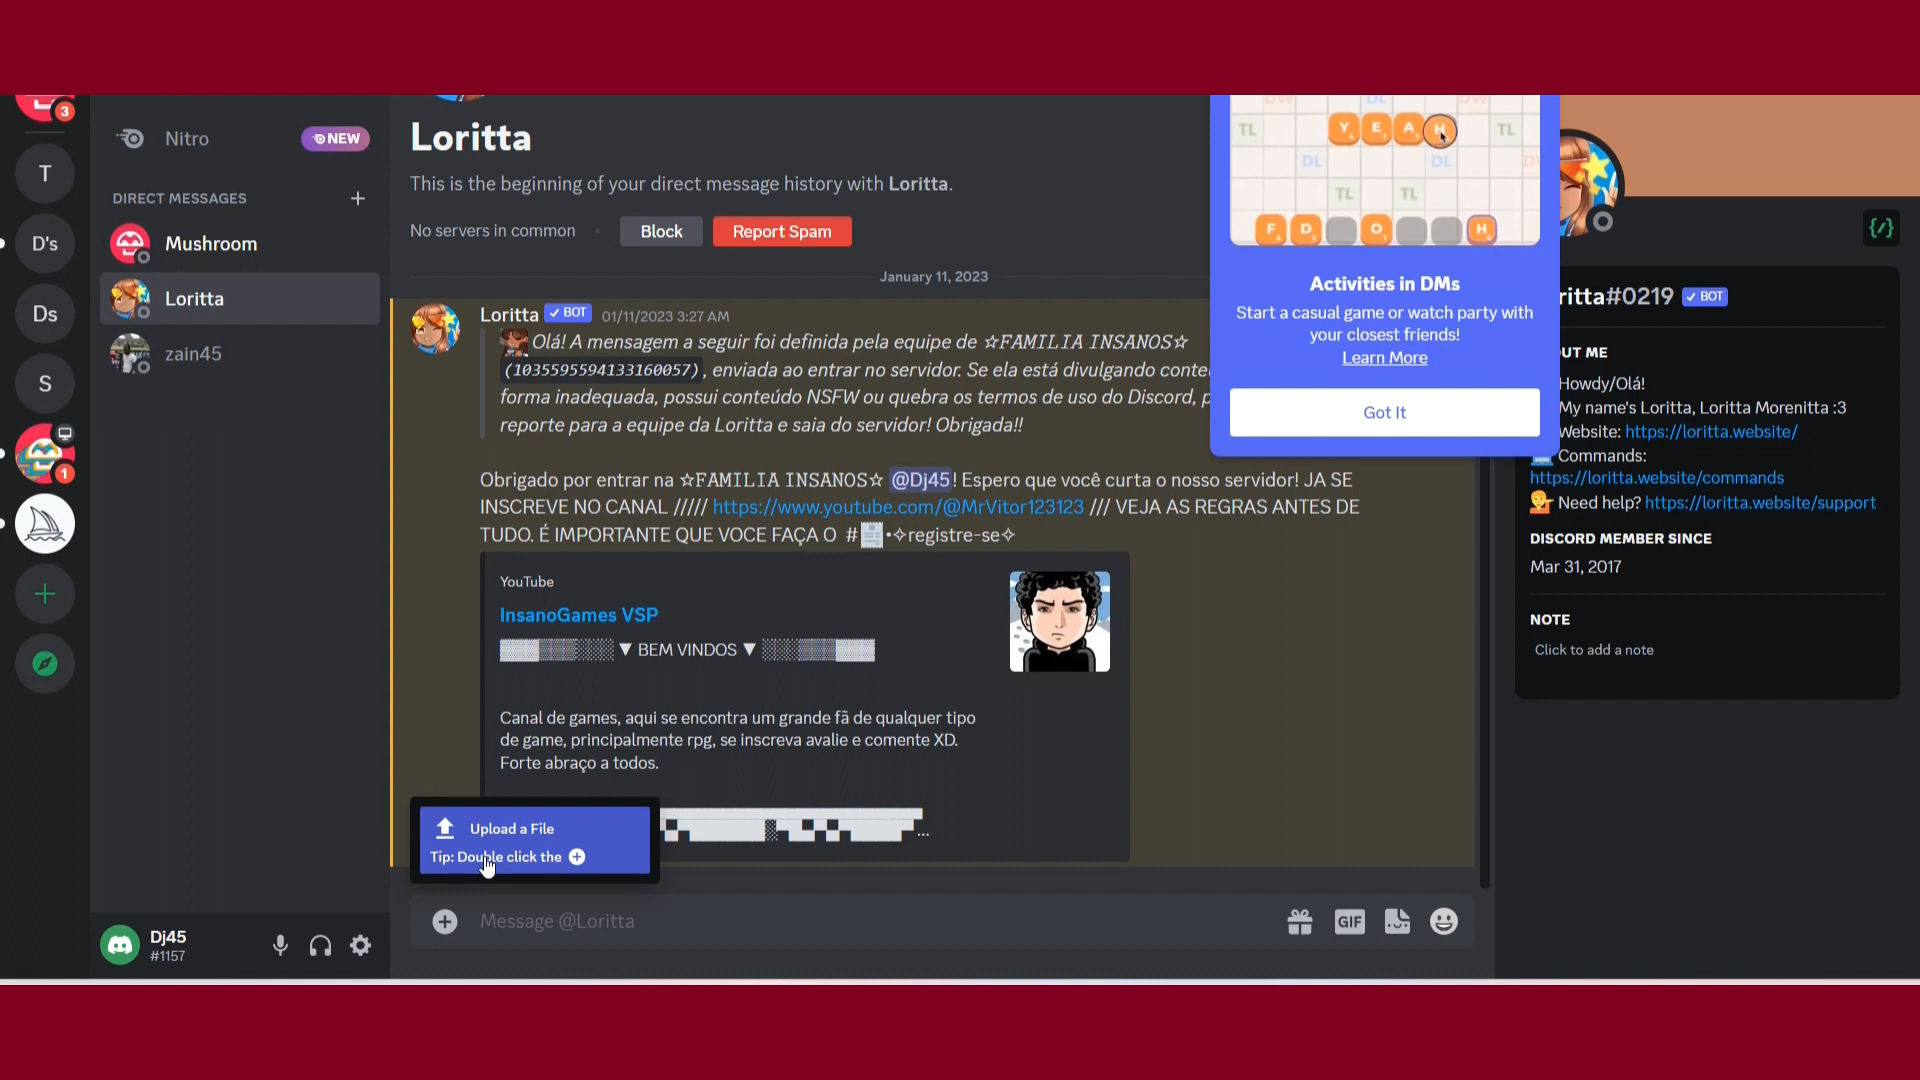 3
T
D's
Ds
S
1
Nitro
NEW
DIRECT MESSAGES
Mushroom
Loritta
zain45
Dj45
#1157
Loritta
This is the beginning of your direct message history with Loritta.
No servers in common
Block
Report Spam
January 11, 2023
Loritta BOT 01/11/2023 3:27 AM
Olá! A mensagem a seguir foi definida pela equipe de ☆FAMILIA INSANOS☆
(1035595594133160057), enviada ao entrar no servidor. Se ela está divulgando
forma inadequada, possui conteúdo NSFW ou quebra os termos de uso do Discord,
reporte para a equipe da Loritta e saia do servidor! Obrigada!!
Obrigado por entrar na ☆FAMILIA INSANOS☆ @Dj45! Espero que você curta o nosso servidor! JA SE
INSCREVE NO CANAL ///// https://www.youtube.com/@MrVitor123123 /// VEJA AS REGRAS ANTES DE
TUDO. É IMPORTANTE QUE VOCE FAÇA O #📄•✧registre-se✧
YouTube
InsanoGames VSP
▼ BEM VINDOS ▼
Canal de games, aqui se encontra um grande fã de qualquer tipo
de game, principalmente rpg, se inscreva avalie e comente XD.
Forte abraço a todos.
...
Upload a File
Tip: Double click the
Message @Loritta
GIF
DW DL DW
TL Y E A H TL
DL DL
TL TL
F D O H
Activities in DMs
Start a casual game or watch party with
your closest friends!
Learn More
Got It
ritta#0219 BOT
UT ME
Howdy/Olá!
My name's Loritta, Loritta Morenitta :3
Website: https://loritta.website/
Commands:
https://loritta.website/commands
Need help? https://loritta.website/support
DISCORD MEMBER SINCE
Mar 31, 2017
NOTE
Click to add a note